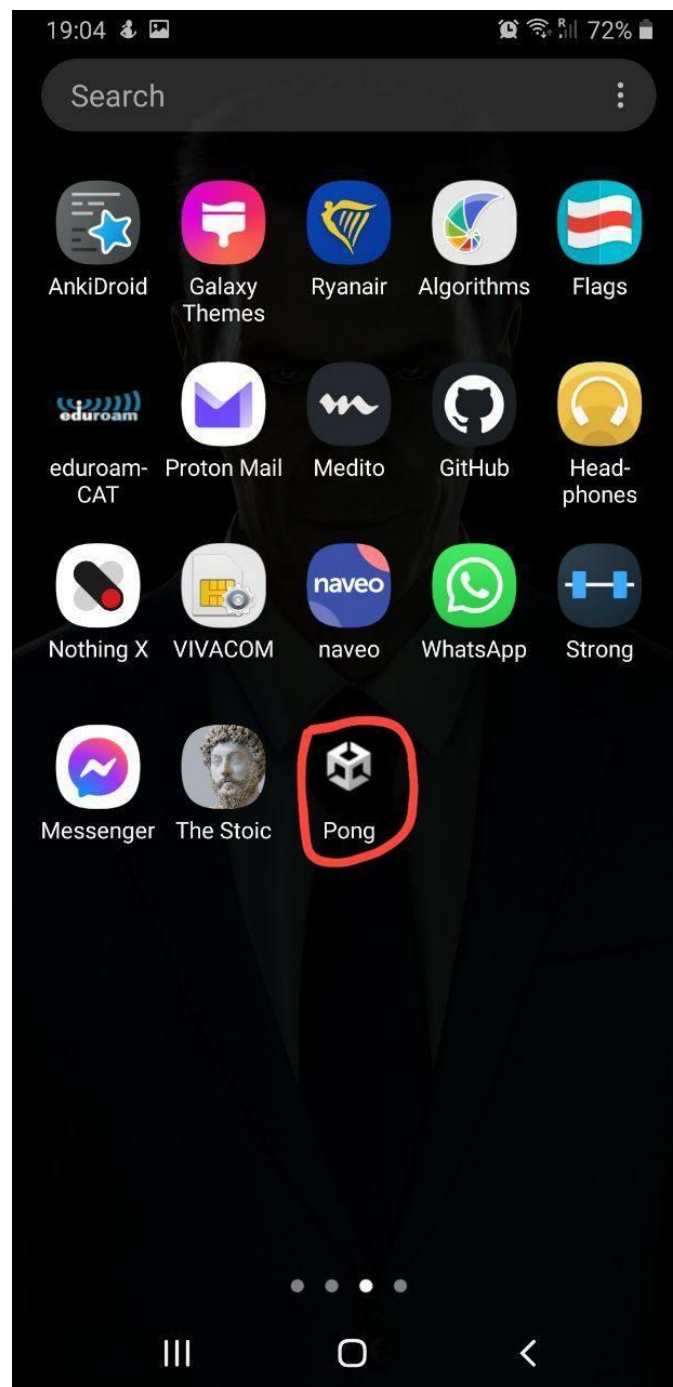 19:04 R 72%
Search
AnkiDroid Galaxy Themes Ryanair Algorithms Flags
eduroam
eduroam-CAT Proton Mail Medito GitHub Head-phones
naveo
Nothing X VIVACOM naveo WhatsApp Strong
Messenger The Stoic Pong